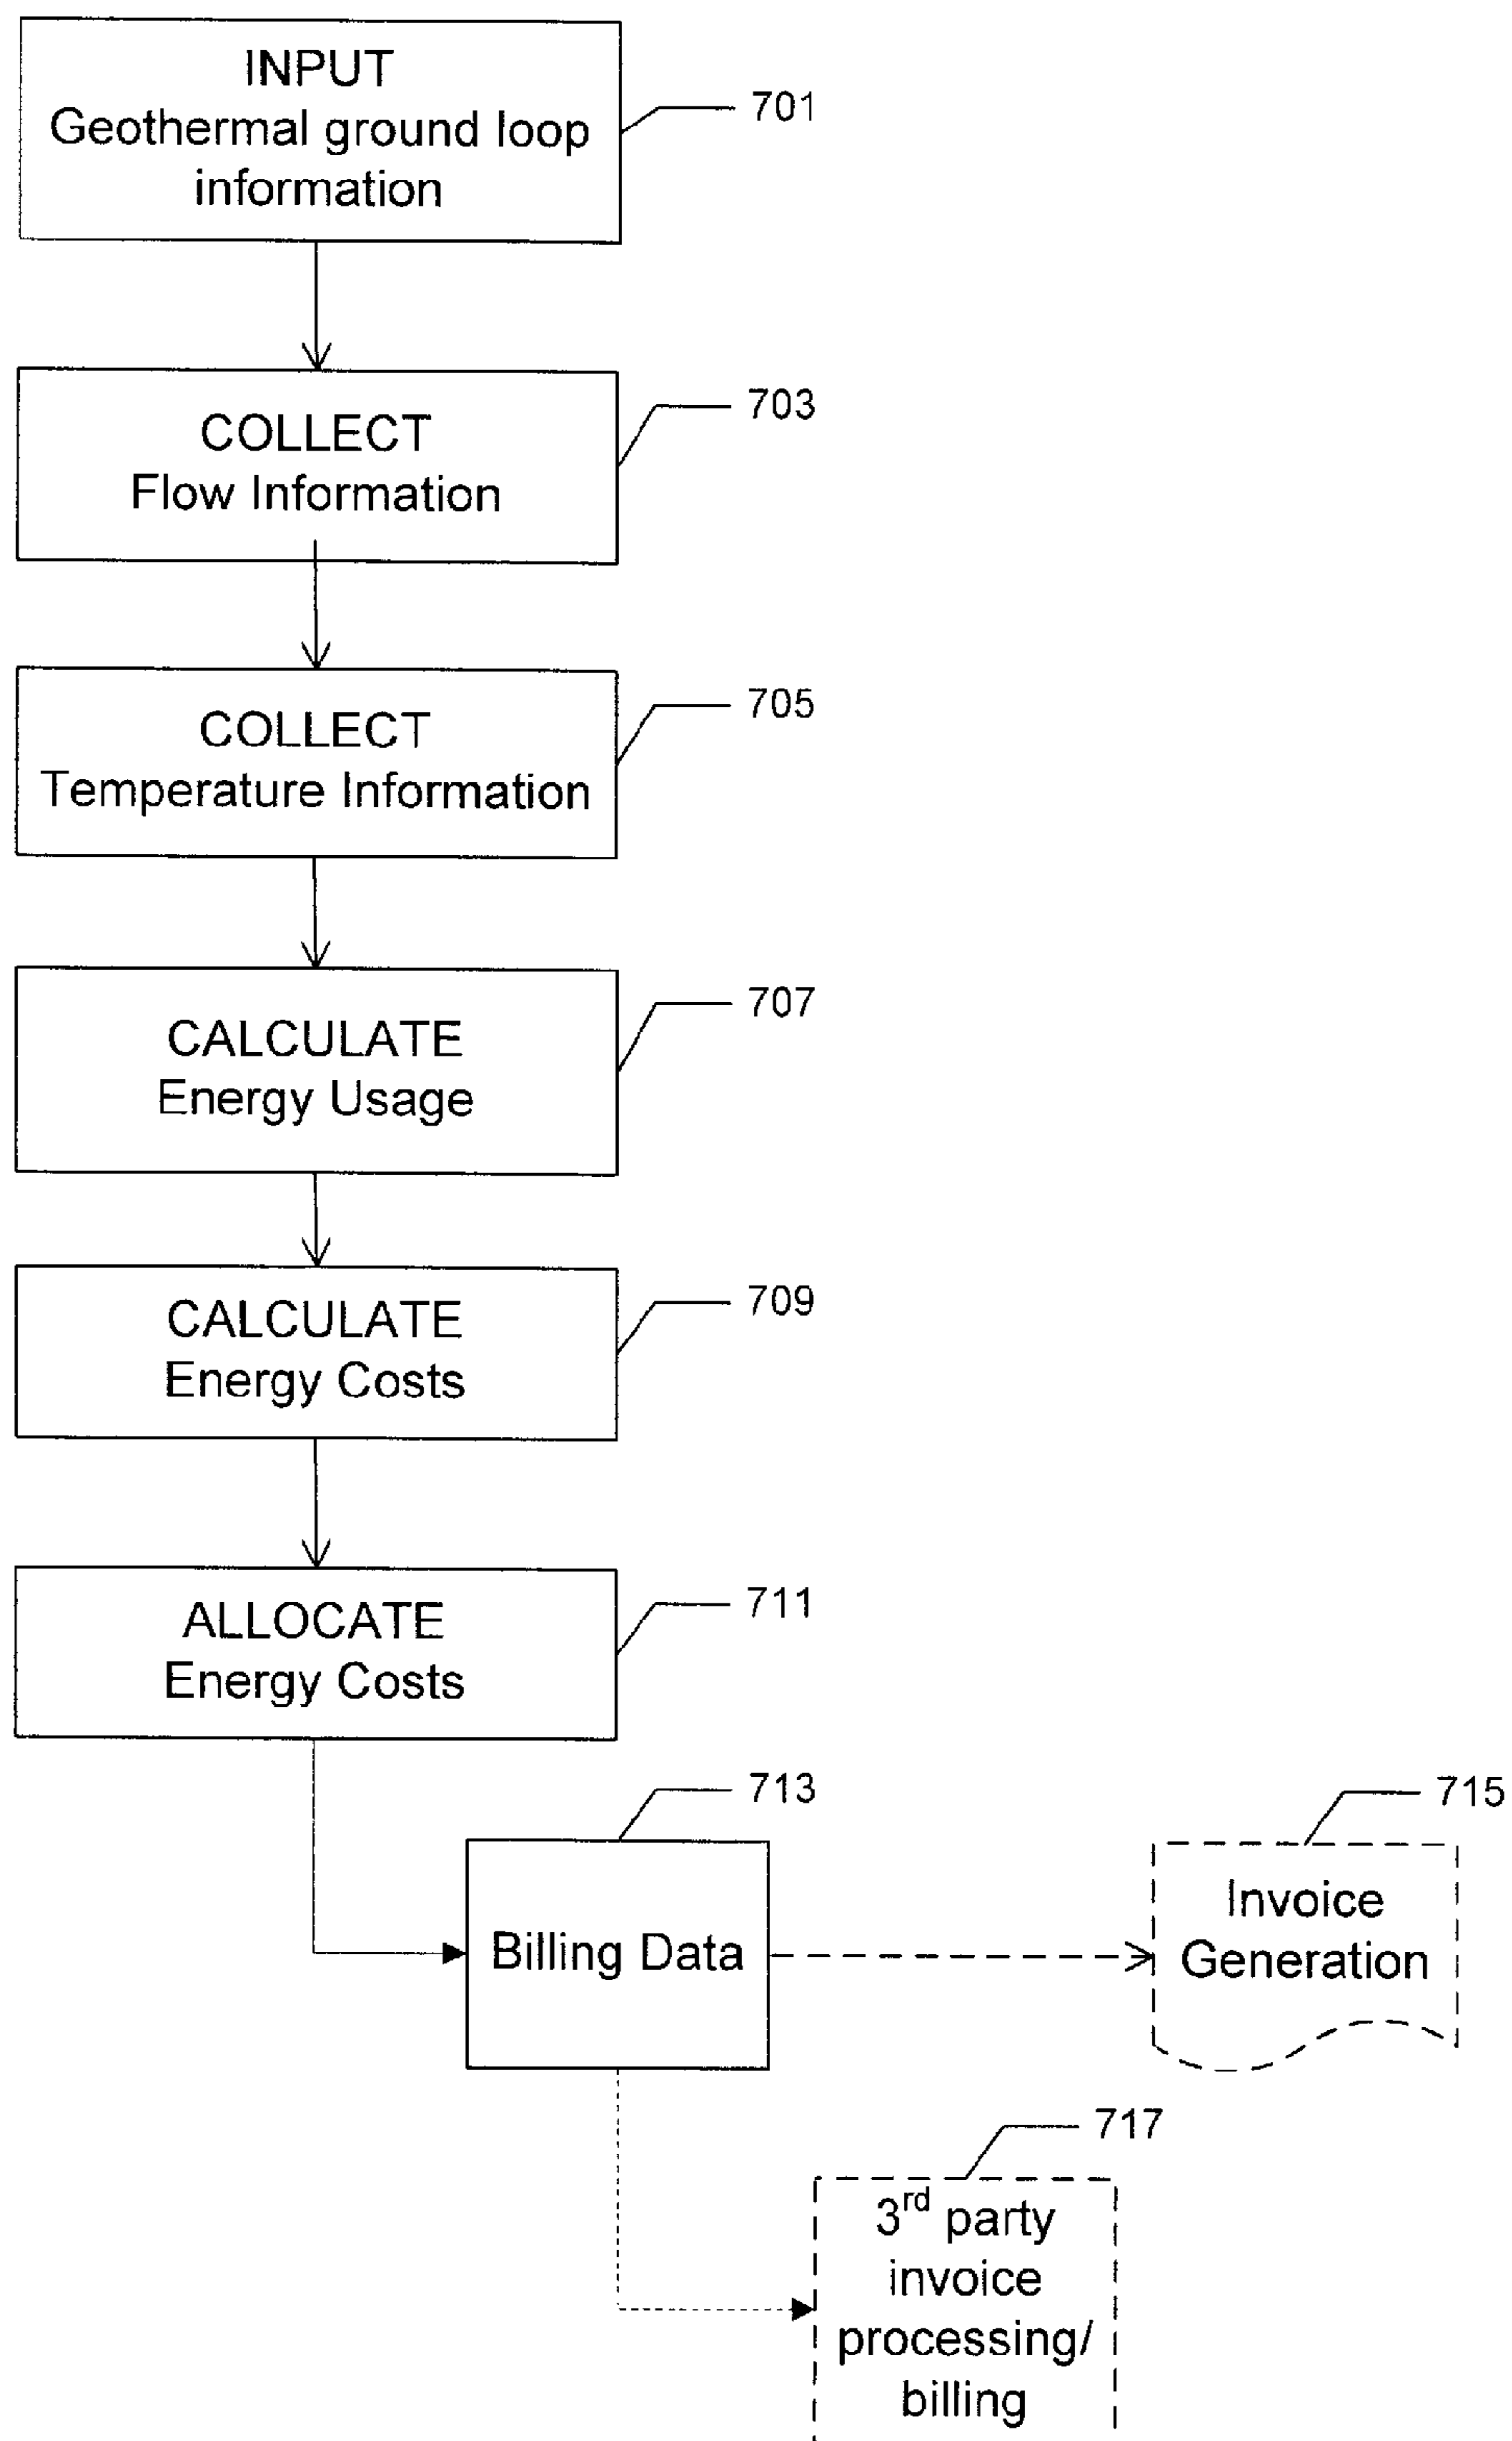 INPUT
Geothermal ground loop
information
701
COLLECT
Flow Information
703
COLLECT
Temperature Information
705
CALCULATE
Energy Usage
707
CALCULATE
Energy Costs
709
ALLOCATE
Energy Costs
711
713
Billing Data
715
Invoice
Generation
717
3rd party
invoice
processing/
billing